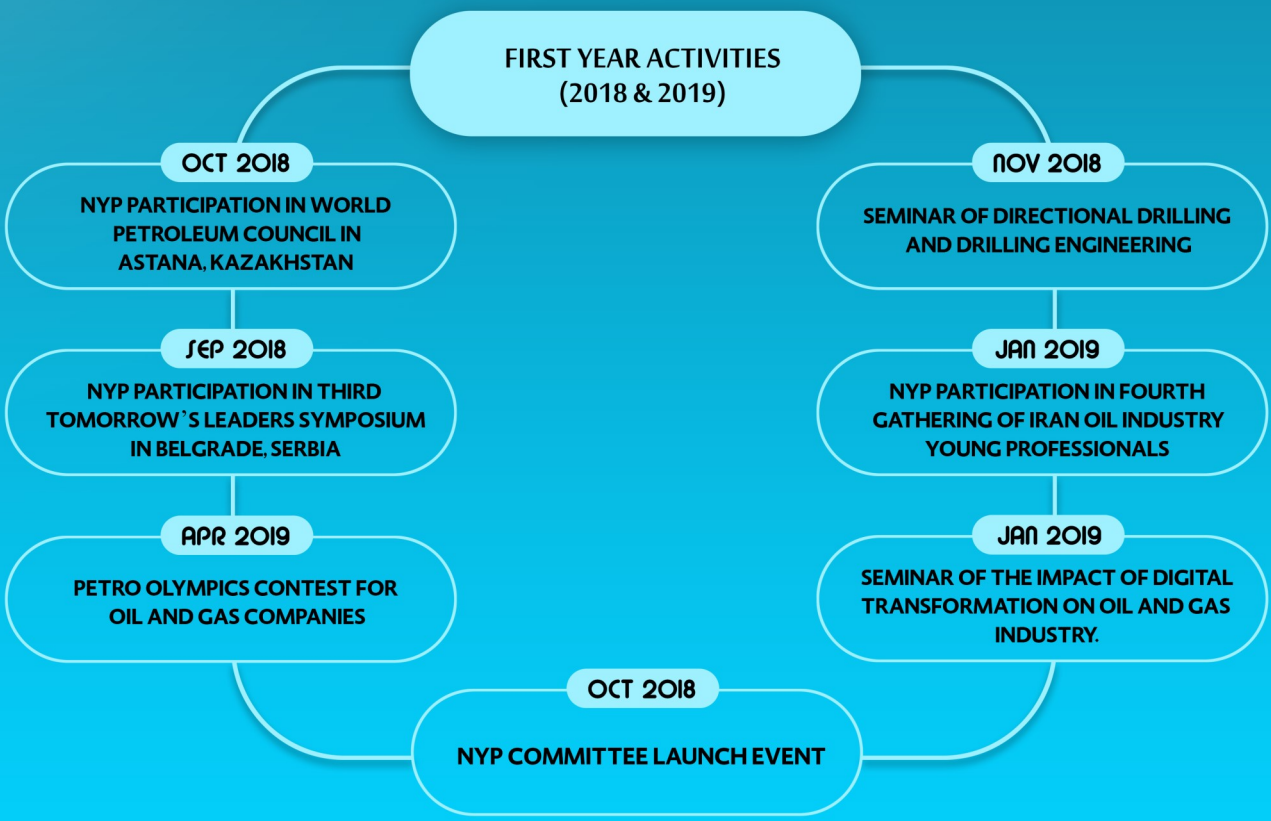 FIRST YEAR ACTIVITIES
(2018 & 2019)
OCT 2018
NYP PARTICIPATION IN WORLD
PETROLEUM COUNCIL IN
ASTANA, KAZAKHSTAN
SEP 2018
NYP PARTICIPATION IN THIRD
TOMORROW'S LEADERS SYMPOSIUM
IN BELGRADE, SERBIA
APR 2019
PETRO OLYMPICS CONTEST FOR
OIL AND GAS COMPANIES
NOV 2018
SEMINAR OF DIRECTIONAL DRILLING
AND DRILLING ENGINEERING
JAN 2019
NYP PARTICIPATION IN FOURTH
GATHERING OF IRAN OIL INDUSTRY
YOUNG PROFESSIONALS
JAN 2019
SEMINAR OF THE IMPACT OF DIGITAL
TRANSFORMATION ON OIL AND GAS
INDUSTRY.
OCT 2018
NYP COMMITTEE LAUNCH EVENT